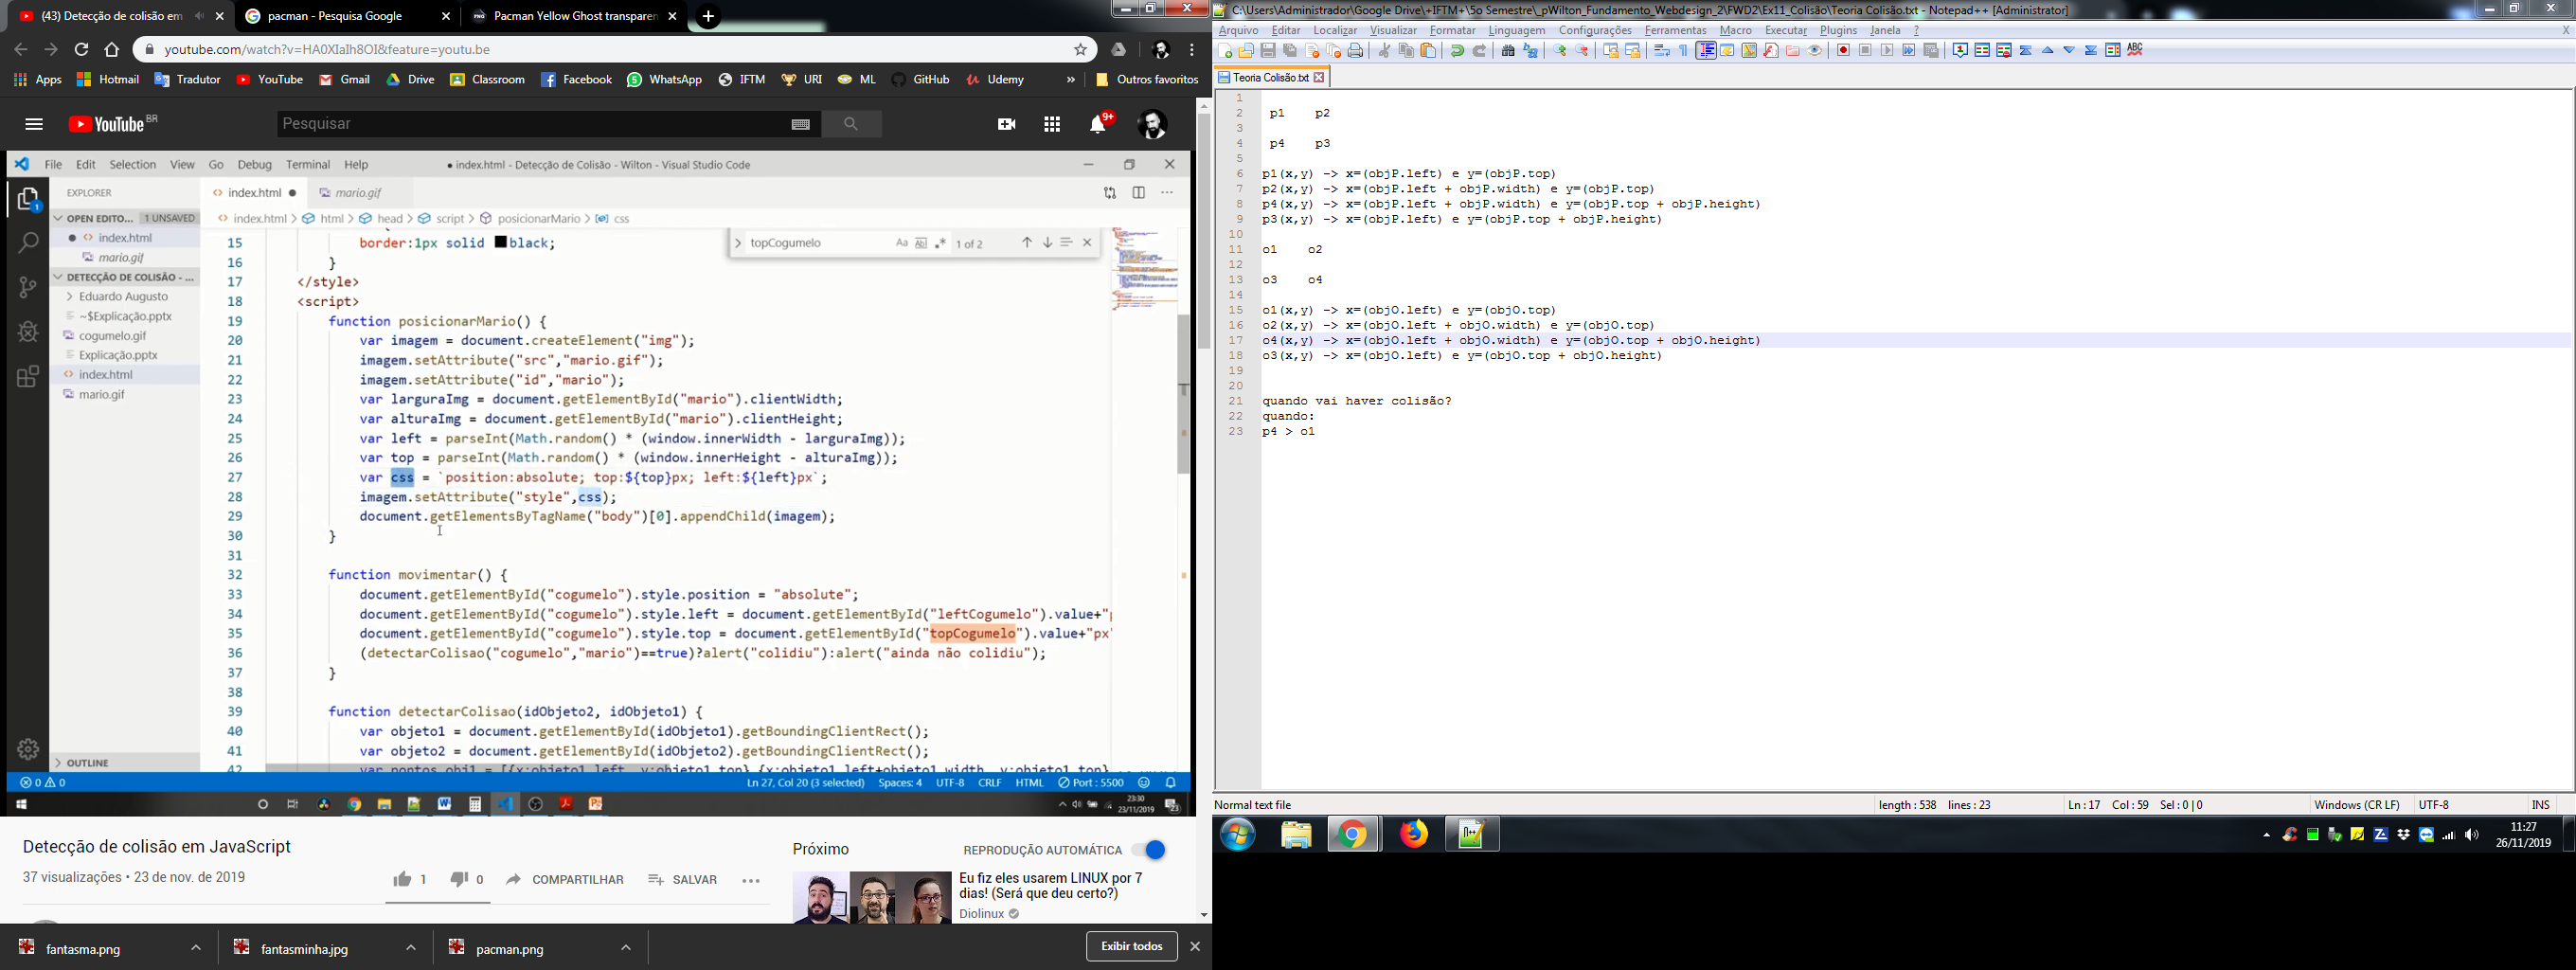 (43) Detecção de colisão em
pacman - Pesquisa Google
Pacman Yellow Ghost transparen
youtube.com/watch?v=HA0XIaIh8OI&feature=youtu.be
Apps Hotmail Tradutor YouTube Gmail Drive Classroom Facebook WhatsApp IFTM URI ML GitHub Udemy » Outros favoritos
YouTube BR
Pesquisar
9+
File Edit Selection View Go Debug Terminal Help
● index.html - Detecção de Colisão - Wilton - Visual Studio Code
EXPLORER
index.html ●
mario.gif
OPEN EDITO... 1 UNSAVED
index.html > html > head > script > posicionarMario > css
index.html
mario.gif
DETECÇÃO DE COLISÃO - ...
Eduardo Augusto
~$Explicação.pptx
cogumelo.gif
Explicação.pptx
index.html
mario.gif
OUTLINE
topCogumelo
1 of 2
15 border:1px solid black;
16 }
17 </style>
18 <script>
19 function posicionarMario() {
20 var imagem = document.createElement("img");
21 imagem.setAttribute("src","mario.gif");
22 imagem.setAttribute("id","mario");
23 var larguraImg = document.getElementById("mario").clientWidth;
24 var alturaImg = document.getElementById("mario").clientHeight;
25 var left = parseInt(Math.random() * (window.innerWidth - larguraImg));
26 var top = parseInt(Math.random() * (window.innerHeight - alturaImg));
27 var css = `position:absolute; top:${top}px; left:${left}px`;
28 imagem.setAttribute("style",css);
29 document.getElementsByTagName("body")[0].appendChild(imagem);
30 }
31
32 function movimentar() {
33 document.getElementById("cogumelo").style.position = "absolute";
34 document.getElementById("cogumelo").style.left = document.getElementById("leftCogumelo").value+"p
35 document.getElementById("cogumelo").style.top = document.getElementById("topCogumelo").value+"px"
36 (detectarColisao("cogumelo","mario")==true)?alert("colidiu"):alert("ainda não colidiu");
37 }
38
39 function detectarColisao(idObjeto2, idObjeto1) {
40 var objeto1 = document.getElementById(idObjeto1).getBoundingClientRect();
41 var objeto2 = document.getElementById(idObjeto2).getBoundingClientRect();
42 var pontos_obj1 = [{x:objeto1.left, y:objeto1.top},{x:objeto1.left+objeto1.width, y:objeto1.top}
0 0
Ln 27, Col 20 (3 selected) Spaces: 4 UTF-8 CRLF HTML Port : 5500
23:30
23/11/2019
23
Detecção de colisão em JavaScript
37 visualizações • 23 de nov. de 2019
1 0 COMPARTILHAR SALVAR
Próximo
REPRODUÇÃO AUTOMÁTICA
Eu fiz eles usarem LINUX por 7
dias! (Será que deu certo?)
Diolinux
fantasma.png
fantasminha.jpg
pacman.png
Exibir todos
C:\Users\Administrador\Google Drive\+IFTM+\5o Semestre\_pWilton_Fundamento_Webdesign_2\FWD2\Ex11_Colisão\Teoria Colisão.txt - Notepad++ [Administrator]
Arquivo Editar Localizar Visualizar Formatar Linguagem Configurações Ferramentas Macro Executar Plugins Janela ? X
Teoria Colisão.txt
1
2 p1 p2
3
4 p4 p3
5
6 p1(x,y) -> x=(objP.left) e y=(objP.top)
7 p2(x,y) -> x=(objP.left + objP.width) e y=(objP.top)
8 p4(x,y) -> x=(objP.left + objP.width) e y=(objP.top + objP.height)
9 p3(x,y) -> x=(objP.left) e y=(objP.top + objP.height)
10
11 o1 o2
12
13 o3 o4
14
15 o1(x,y) -> x=(objO.left) e y=(objO.top)
16 o2(x,y) -> x=(objO.left + objO.width) e y=(objO.top)
17 o4(x,y) -> x=(objO.left + objO.width) e y=(objO.top + objO.height)
18 o3(x,y) -> x=(objO.left) e y=(objO.top + objO.height)
19
20
21 quando vai haver colisão?
22 quando:
23 p4 > o1
Normal text file
length : 538 lines : 23
Ln : 17 Col : 59 Sel : 0 | 0
Windows (CR LF)
UTF-8
INS
11:27
26/11/2019